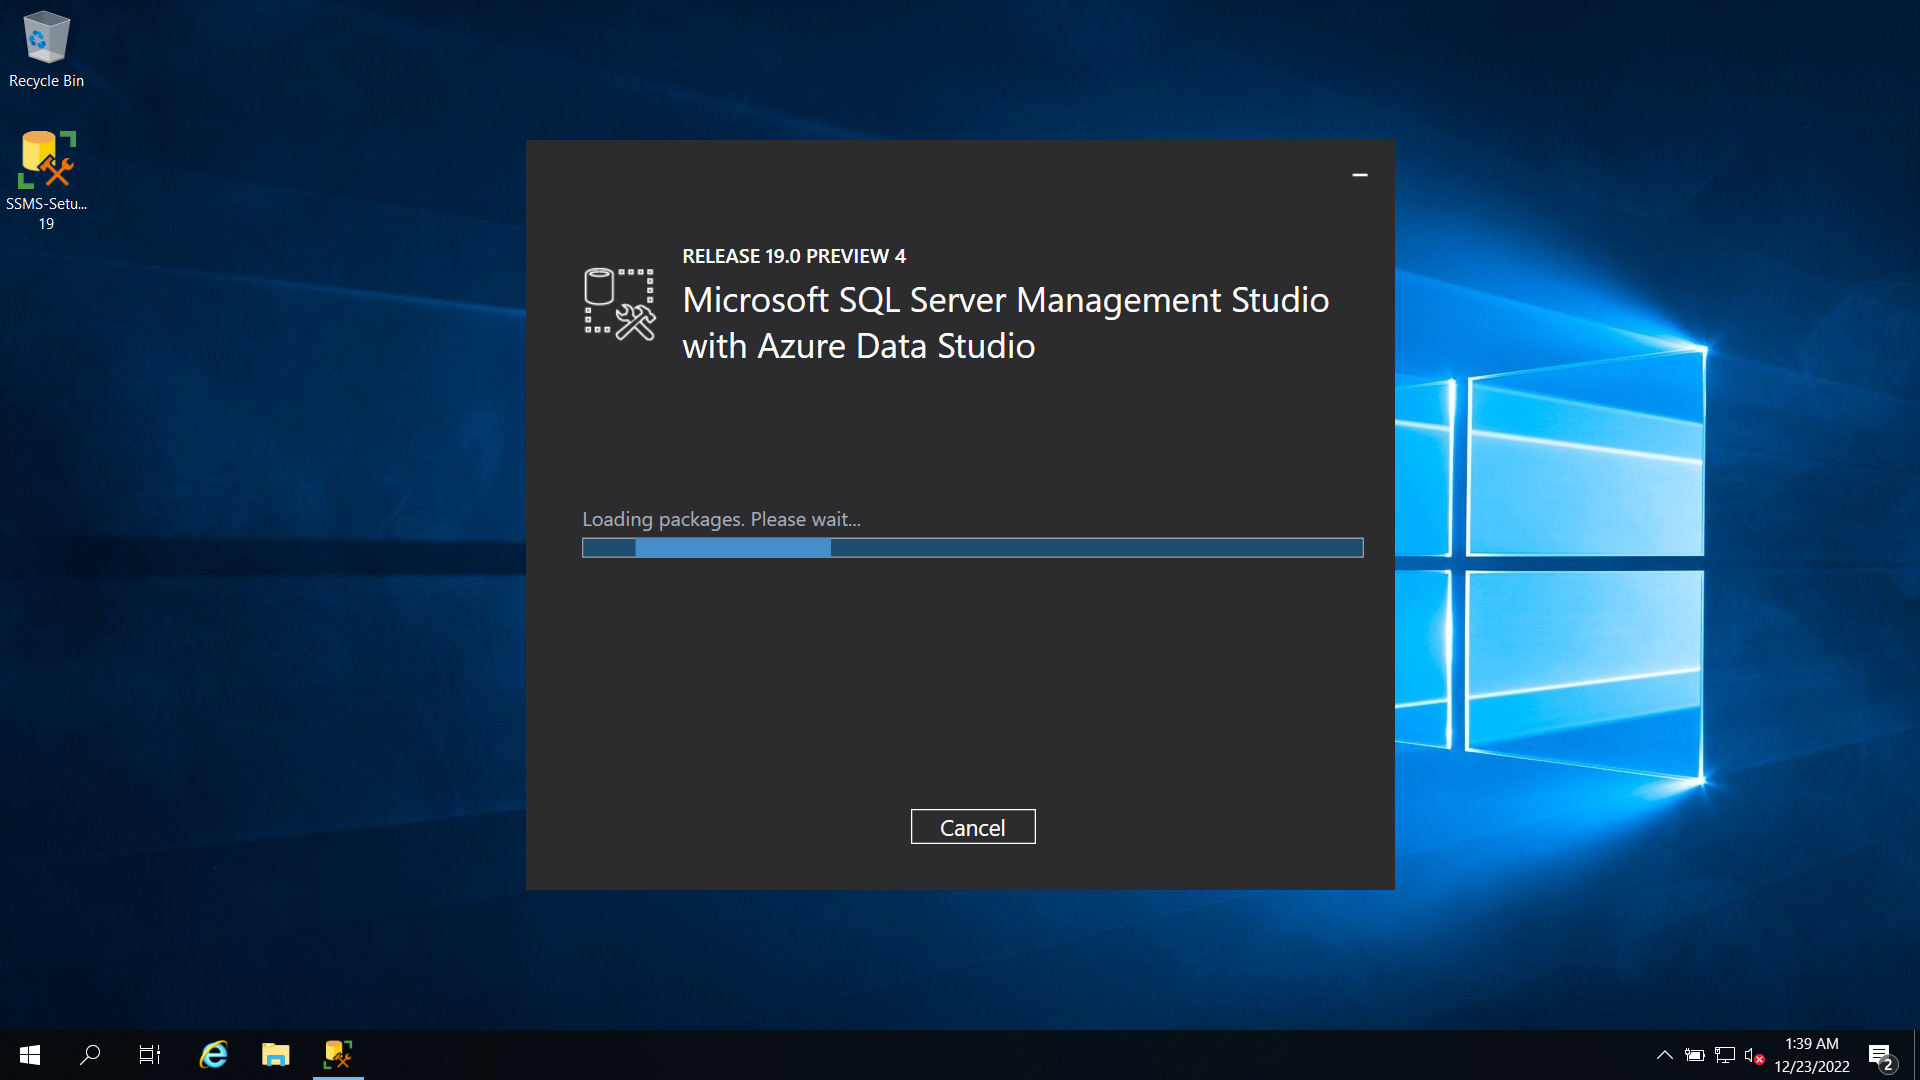 Recycle Bin
SSMS-Setu...
19
RELEASE 19.0 PREVIEW 4
Microsoft SQL Server Management Studio
with Azure Data Studio
Loading packages. Please wait...
Cancel
1:39 AM
12/23/2022
2